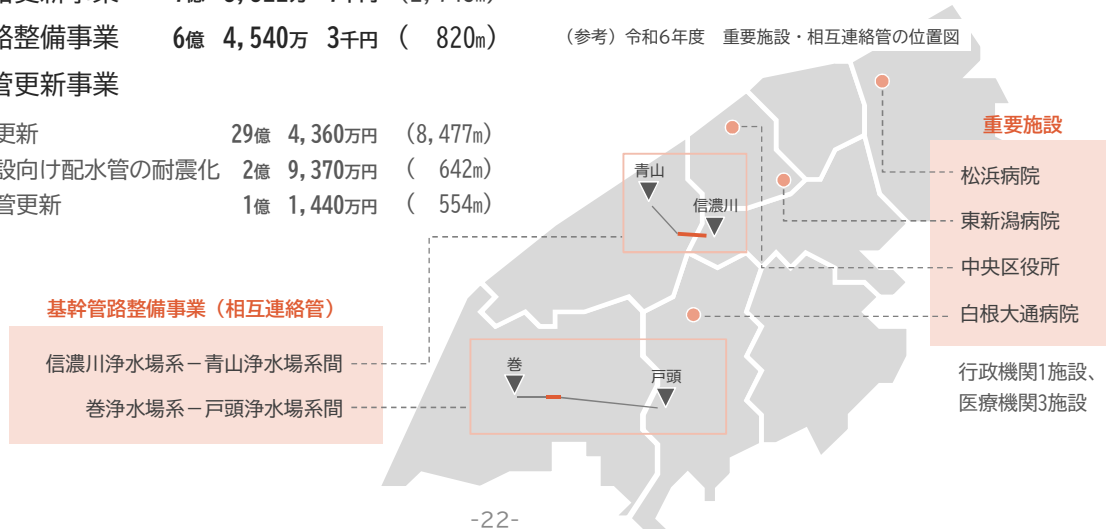 路整備事業 6億 4,540万 3千円 ( 820m)
(参考)令和6年度 重要施設・相互連絡管の位置図
管更新事業
更新 29億 4,360万円 (8,477m)
設向け配水管の耐震化 2億 9,370万円 ( 642m)
管更新 1億 1,440万円 ( 554m)
重要施設
松浜病院
東新潟病院
中央区役所
白根大通病院
行政機関1施設、
医療機関3施設
青山
信濃川
基幹管路整備事業(相互連絡管)
信濃川浄水場系-青山浄水場系間
巻浄水場系-戸頭浄水場系間
巻
戸頭
-22-